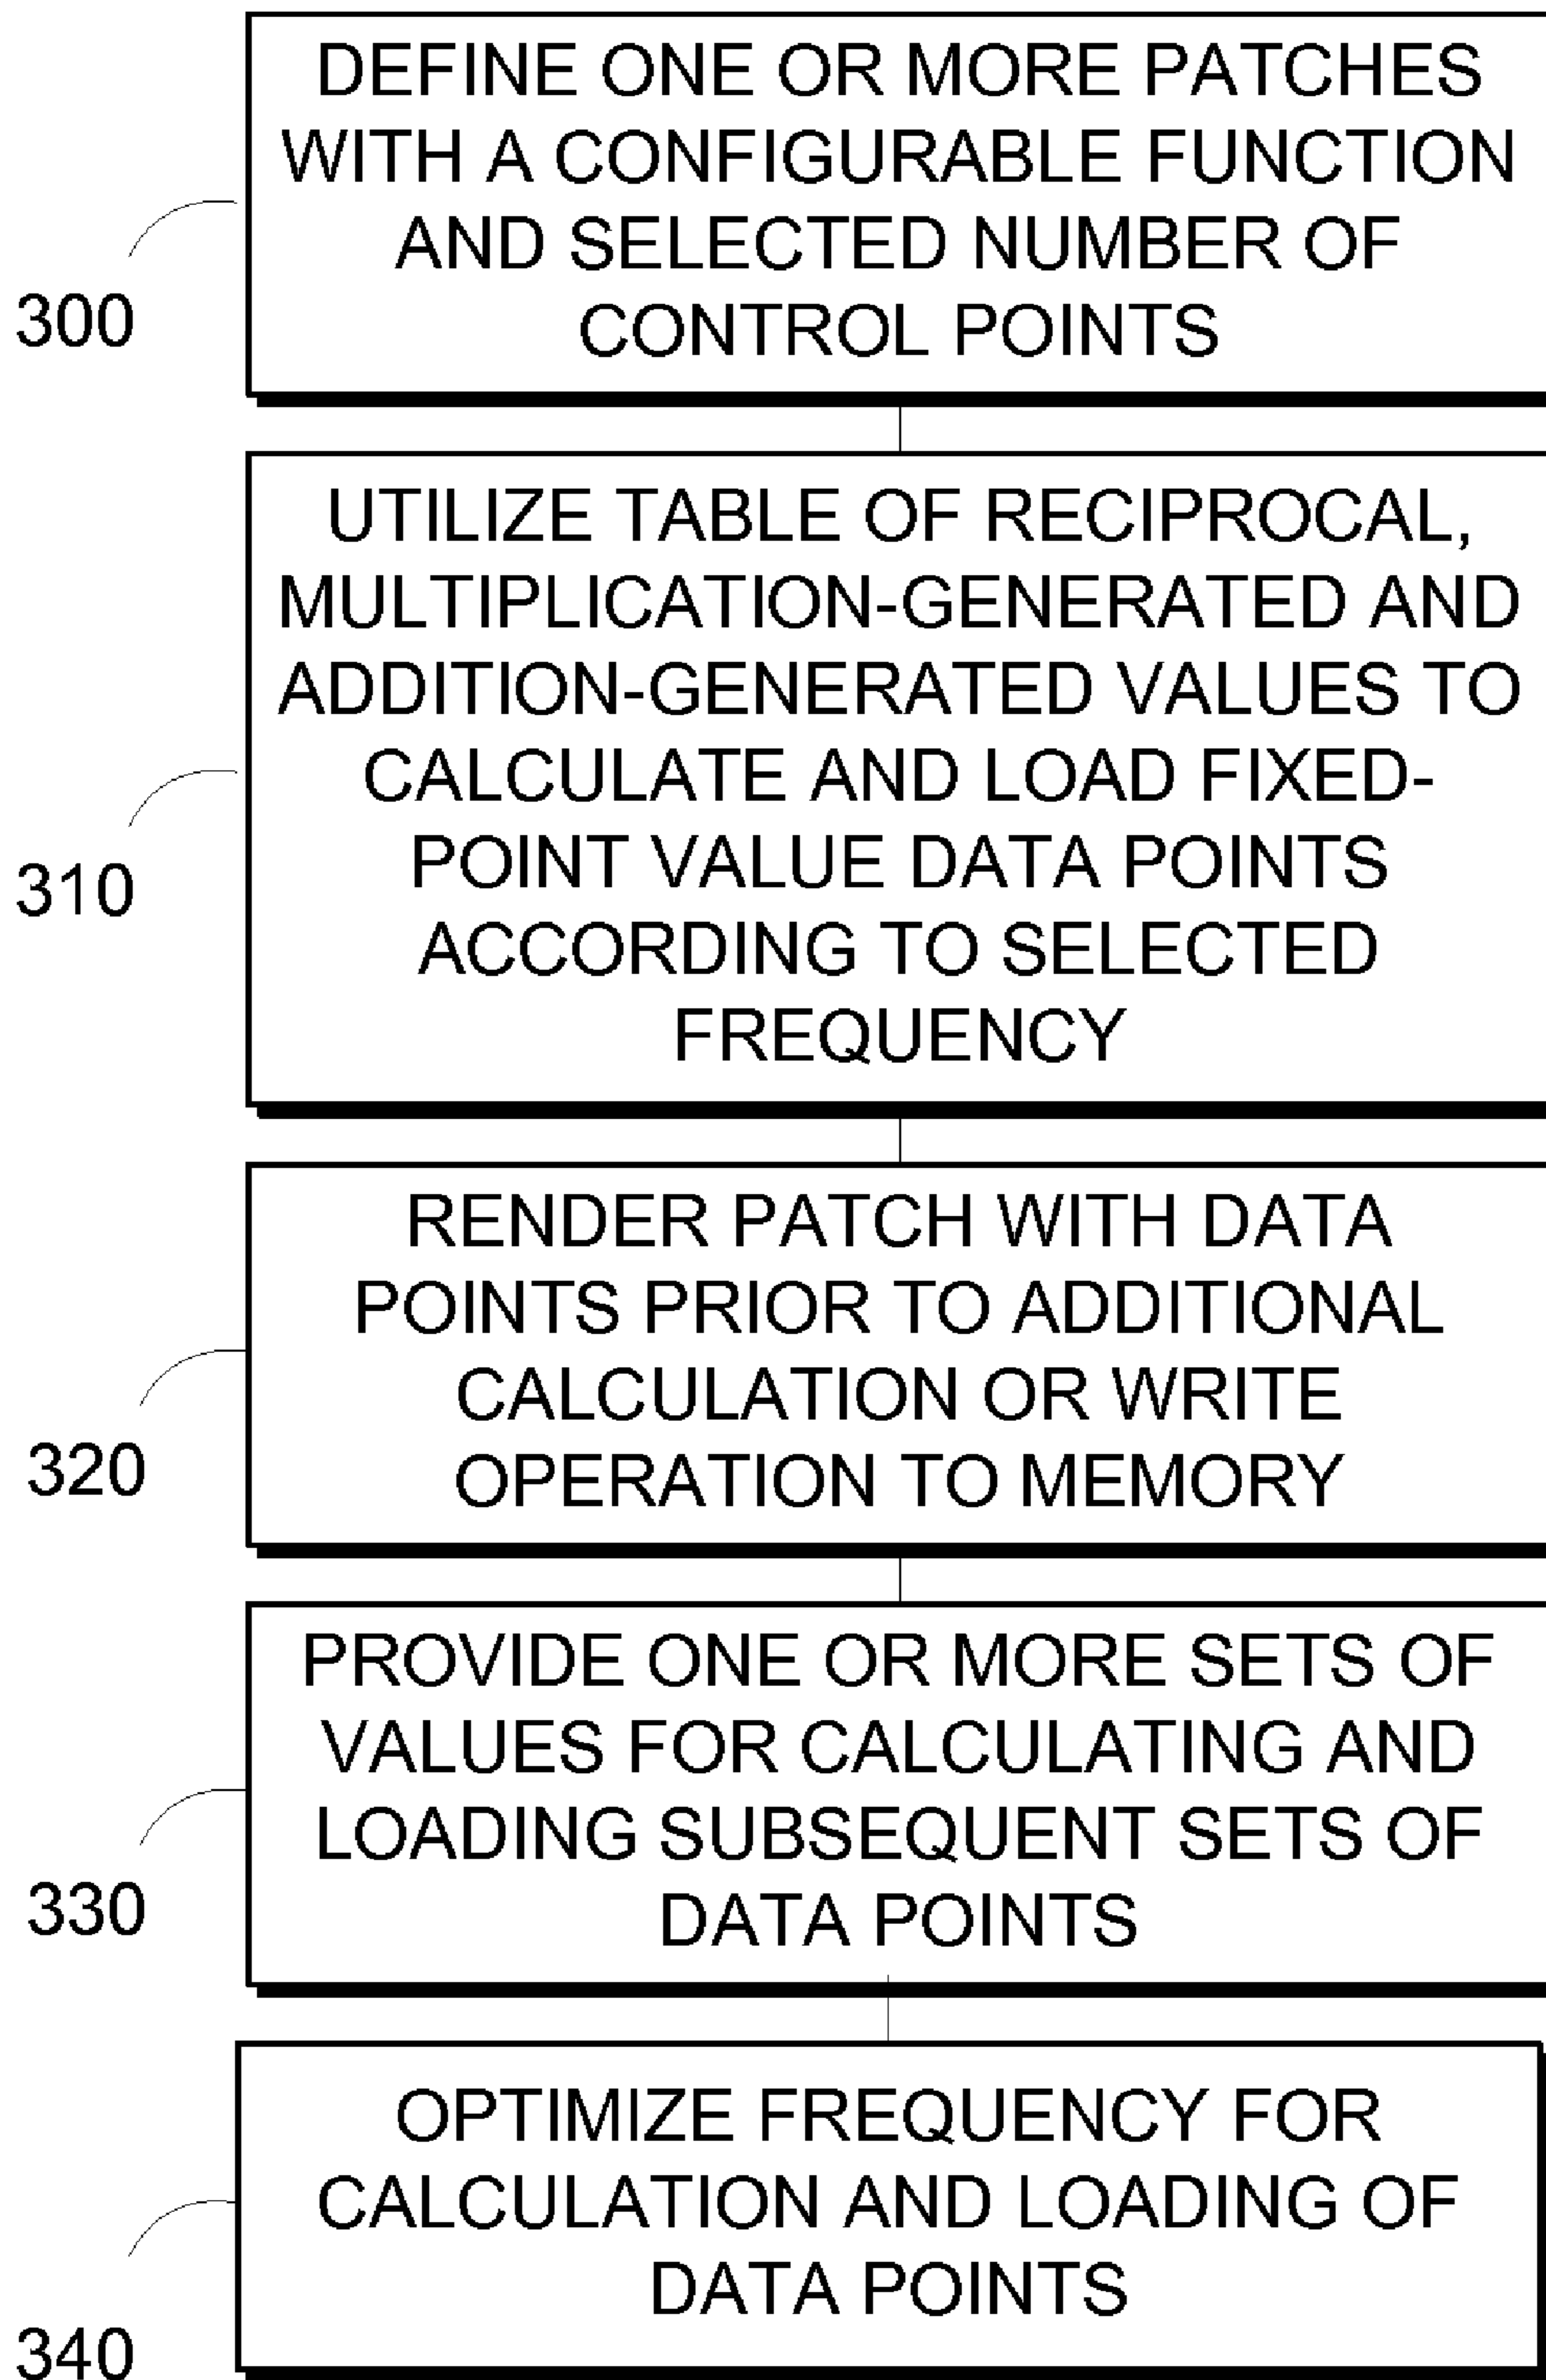 DEFINE ONE OR MORE PATCHES
WITH A CONFIGURABLE FUNCTION
AND SELECTED NUMBER OF
CONTROL POINTS
300
UTILIZE TABLE OF RECIPROCAL,
MULTIPLICATION-GENERATED AND
ADDITION-GENERATED VALUES TO
CALCULATE AND LOAD FIXED-
POINT VALUE DATA POINTS
ACCORDING TO SELECTED
FREQUENCY
310
RENDER PATCH WITH DATA
POINTS PRIOR TO ADDITIONAL
CALCULATION OR WRITE
OPERATION TO MEMORY
320
PROVIDE ONE OR MORE SETS OF
VALUES FOR CALCULATING AND
LOADING SUBSEQUENT SETS OF
DATA POINTS
330
OPTIMIZE FREQUENCY FOR
CALCULATION AND LOADING OF
DATA POINTS
340